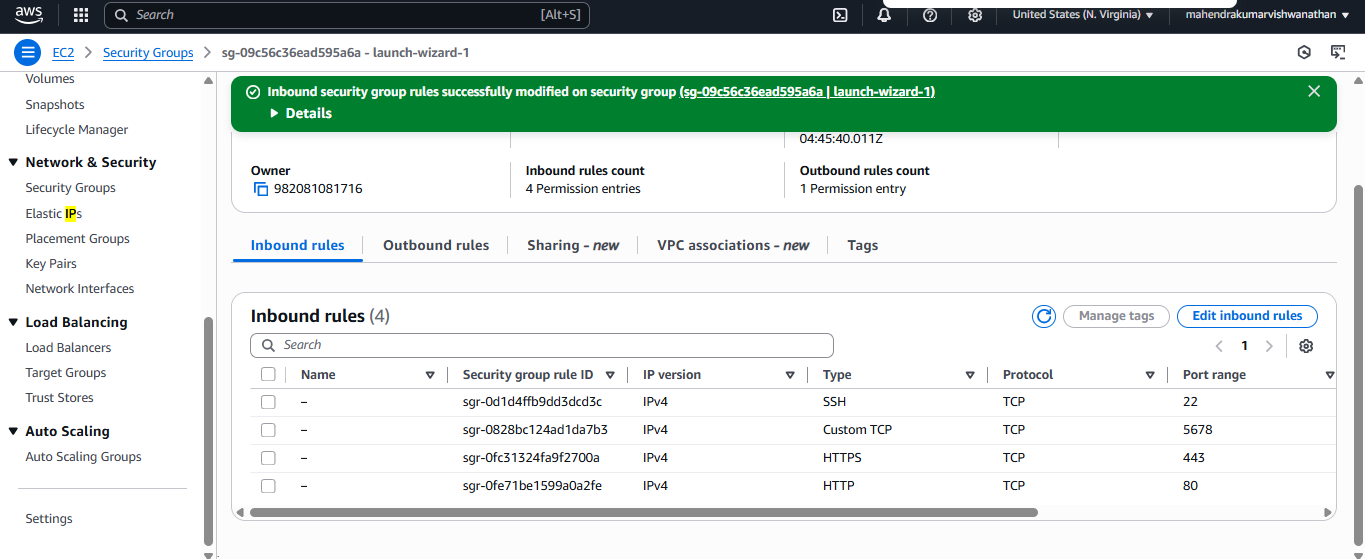 aws Search [Alt+S] United States (N. Virginia) mahendrakumarvishwanathan
EC2 Security Groups sg-09c56c36ead595a6a - launch-wizard-1
Volumes
Snapshots
Lifecycle Manager
Network & Security
Security Groups
Elastic IPs
Placement Groups
Key Pairs
Network Interfaces
Load Balancing
Load Balancers
Target Groups
Trust Stores
Auto Scaling
Auto Scaling Groups
Settings
Inbound security group rules successfully modified on security group (sg-09c56c36ead595a6a | launch-wizard-1)
Details
04:45:40.011Z
Owner Inbound rules count Outbound rules count
982081081716 4 Permission entries 1 Permission entry
Inbound rules Outbound rules Sharing - new VPC associations - new Tags
Inbound rules (4) Manage tags Edit inbound rules
Search 1
Name Security group rule ID IP version Type Protocol Port range
– sgr-0d1d4ffb9dd3dcd3c IPv4 SSH TCP 22
– sgr-0828bc124ad1da7b3 IPv4 Custom TCP TCP 5678
– sgr-0fc31324fa9f2700a IPv4 HTTPS TCP 443
– sgr-0fe71be1599a0a2fe IPv4 HTTP TCP 80